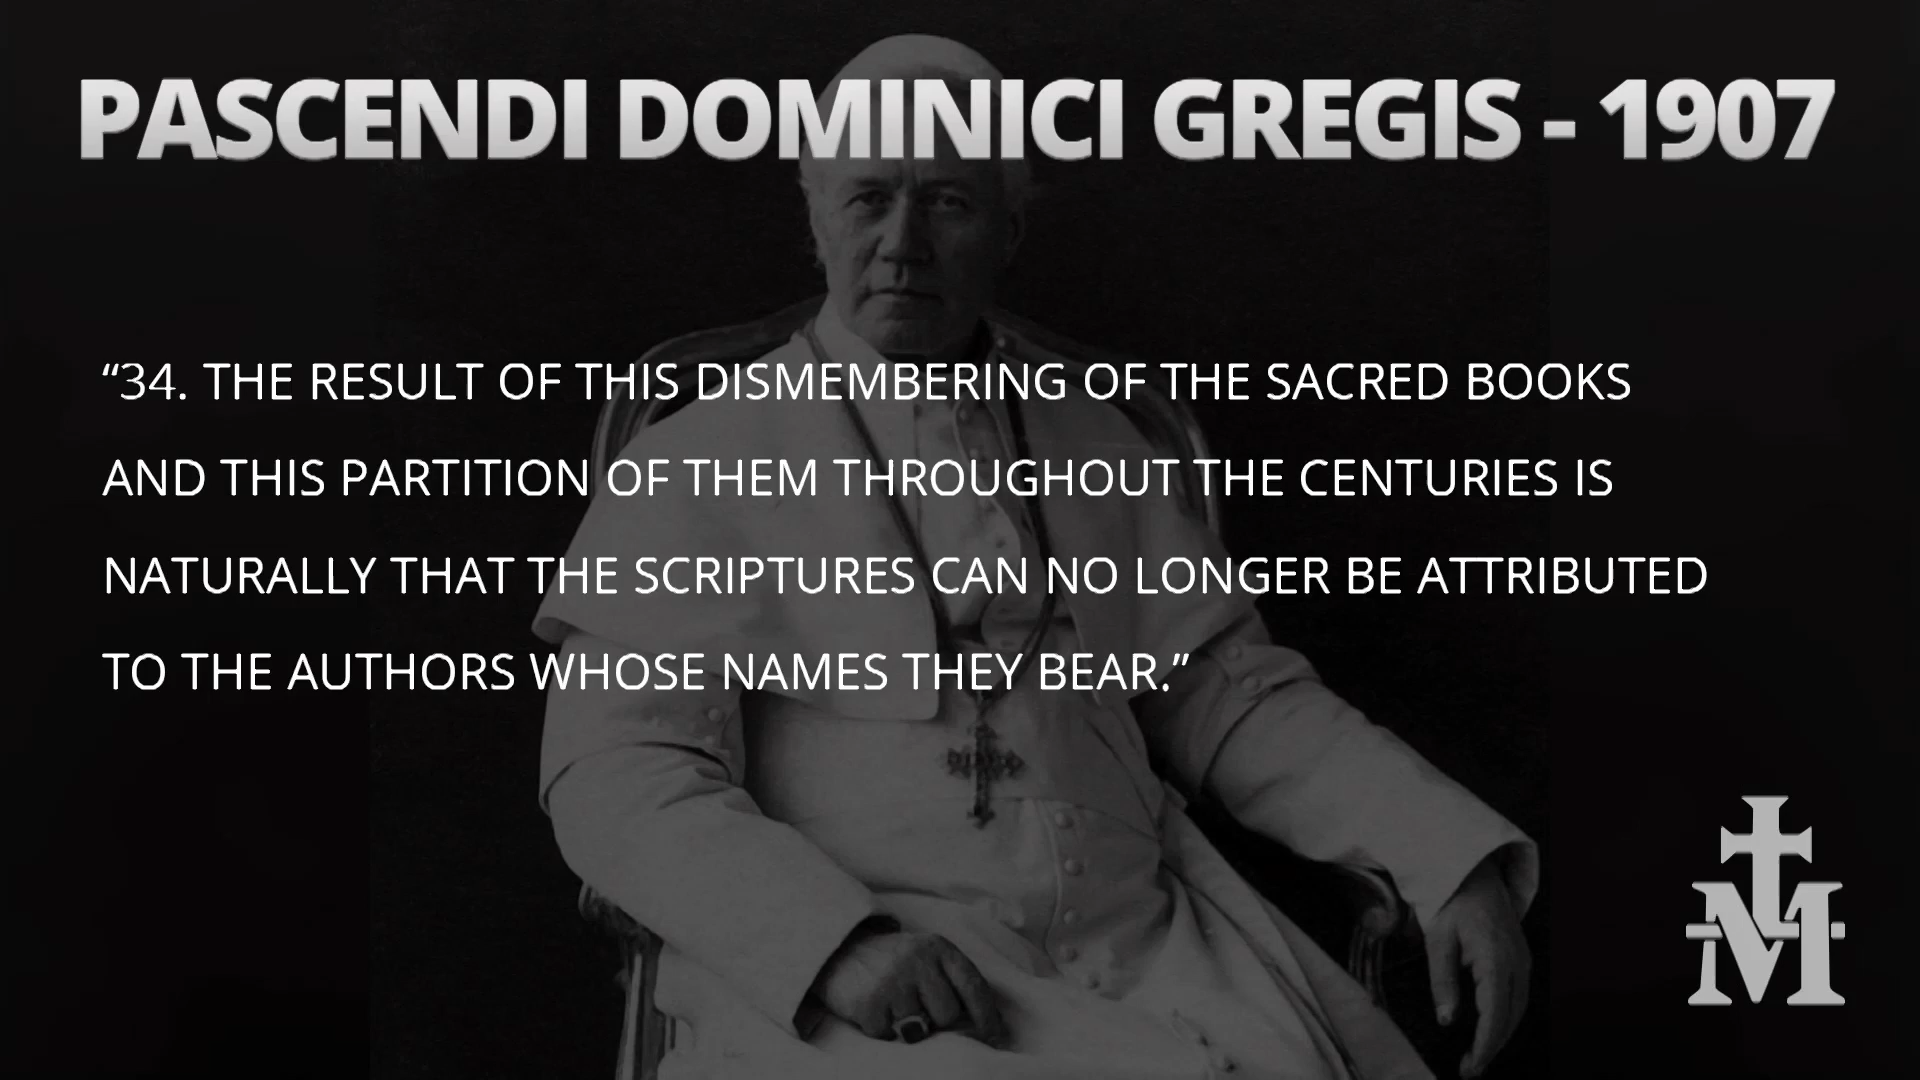 PASCENDI DOMINICI GREGIS - 1907
“34. THE RESULT OF THIS DISMEMBERING OF THE SACRED BOOKS
AND THIS PARTITION OF THEM THROUGHOUT THE CENTURIES IS
NATURALLY THAT THE SCRIPTURES CAN NO LONGER BE ATTRIBUTED
TO THE AUTHORS WHOSE NAMES THEY BEAR.”
M